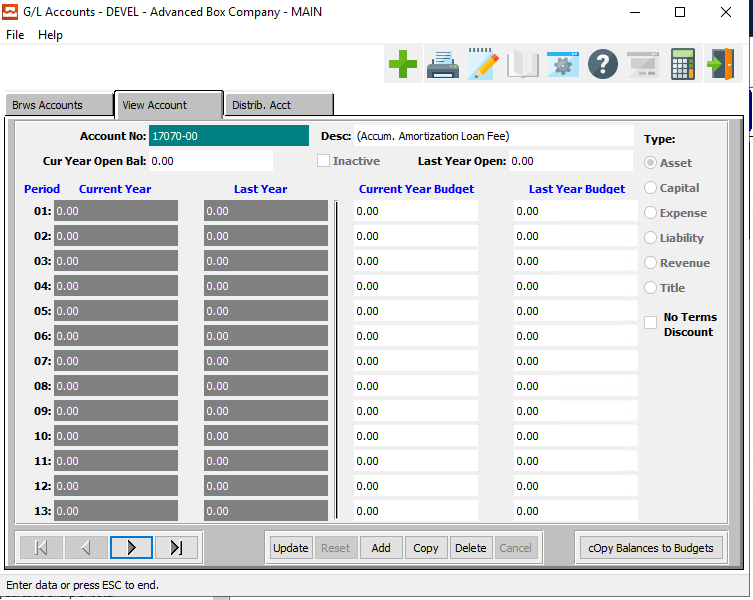 G/L Accounts - DEVEL - Advanced Box Company - MAIN
File Help
Brws Accounts View Account Distrib. Acct
Account No: 17070-00 Desc: (Accum. Amortization Loan Fee) Type:
Cur Year Open Bal: 0.00 Inactive Last Year Open: 0.00 Asset
Period Current Year Last Year Current Year Budget Last Year Budget Capital
01: 0.00 0.00 0.00 0.00 Expense
02: 0.00 0.00 0.00 0.00 Liability
03: 0.00 0.00 0.00 0.00 Revenue
04: 0.00 0.00 0.00 0.00 Title
05: 0.00 0.00 0.00 0.00 No Terms
06: 0.00 0.00 0.00 0.00 Discount
07: 0.00 0.00 0.00 0.00
08: 0.00 0.00 0.00 0.00
09: 0.00 0.00 0.00 0.00
10: 0.00 0.00 0.00 0.00
11: 0.00 0.00 0.00 0.00
12: 0.00 0.00 0.00 0.00
13: 0.00 0.00 0.00 0.00
Update Reset Add Copy Delete Cancel cOpy Balances to Budgets
Enter data or press ESC to end.